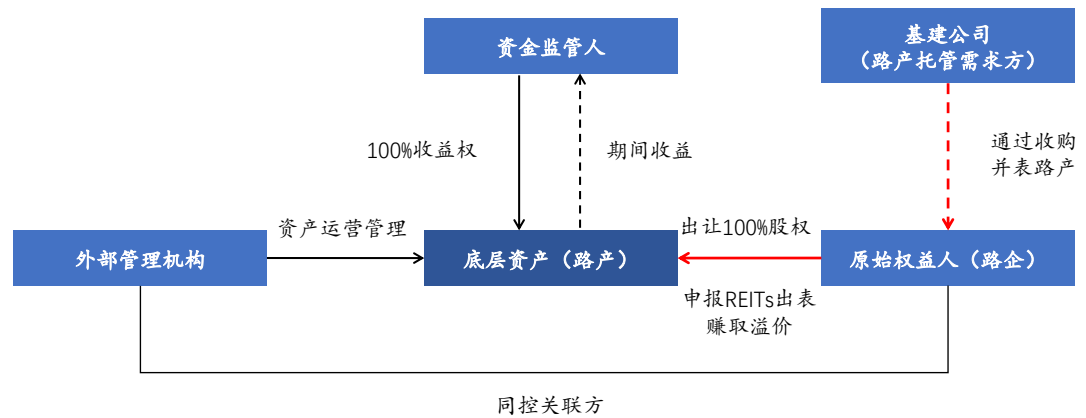 资金监管人
基建公司
（路产托管需求方）
100%收益权
期间收益
通过收购
并表路产
资产运营管理
出让100%股权
外部管理机构
底层资产（路产）
原始权益人（路企）
申报REITs出表
赚取溢价
同控关联方